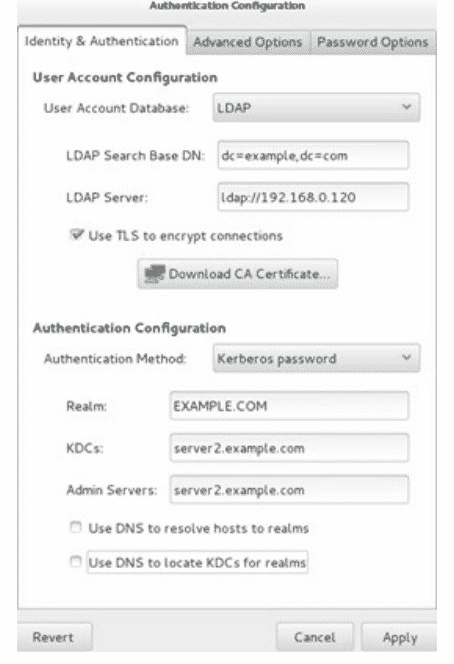 Authentication Configuration
Identity & Authentication Advanced Options Password Options
User Account Configuration
User Account Database: LDAP
LDAP Search Base DN: dc=example,dc=com
LDAP Server: ldap://192.168.0.120
Use TLS to encrypt connections
Download CA Certificate...
Authentication Configuration
Authentication Method: Kerberos password
Realm: EXAMPLE.COM
KDCs: server2.example.com
Admin Servers: server2.example.com
Use DNS to resolve hosts to realms
Use DNS to locate KDCs for realms
Revert Cancel Apply